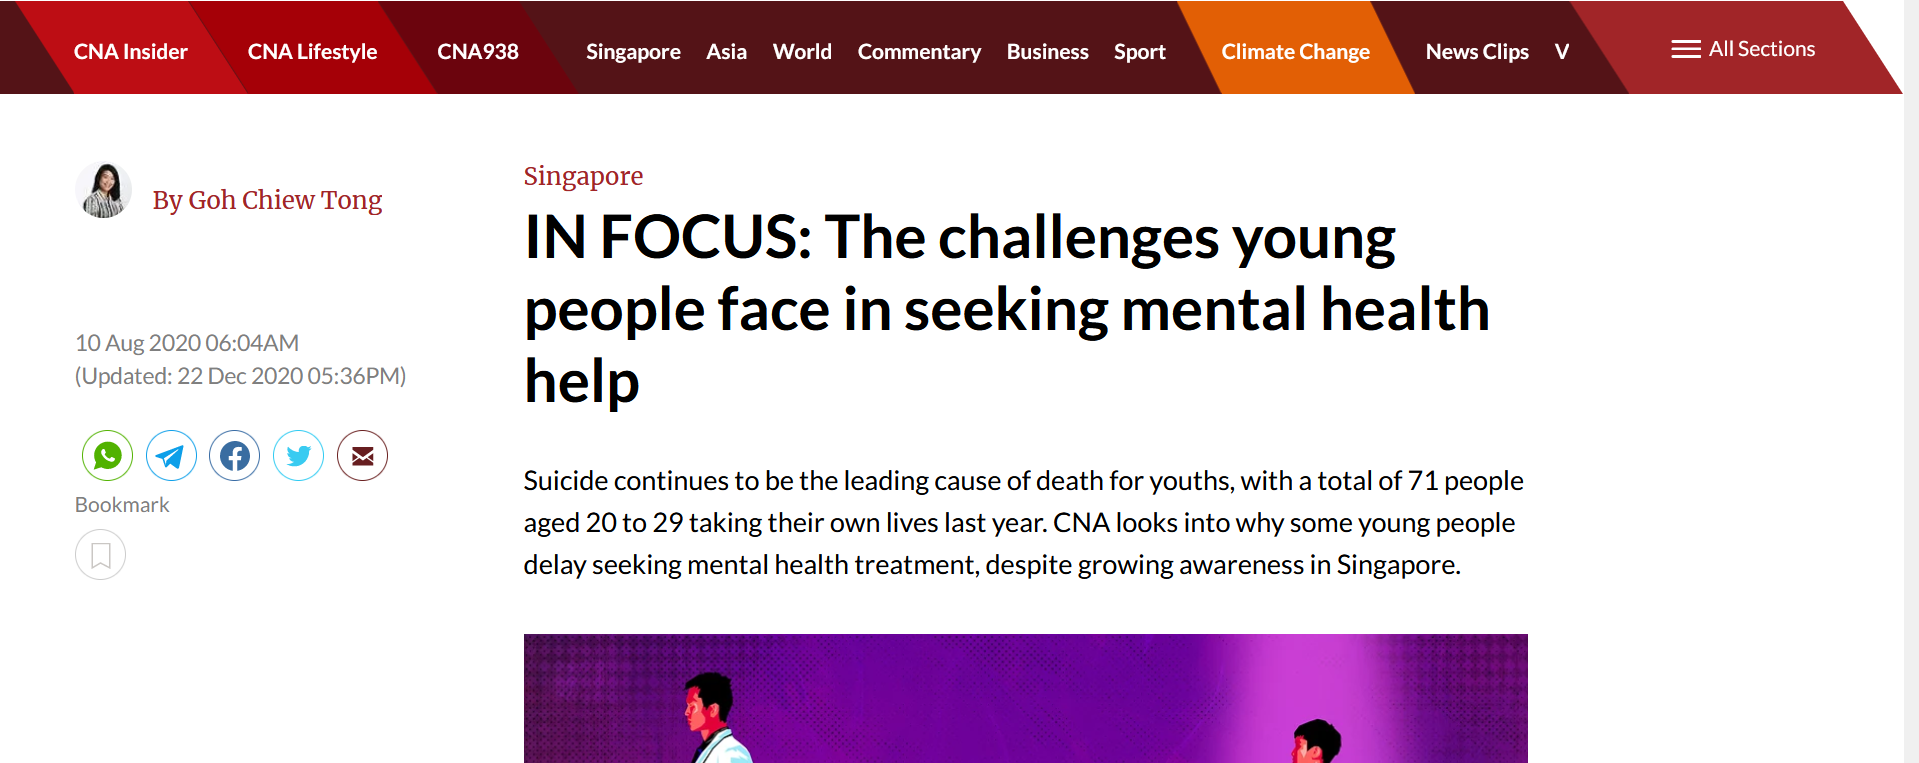 CNA Insider CNA Lifestyle CNA938 Singapore Asia World Commentary Business Sport Climate Change News Clips V All Sections
By Goh Chiew Tong
10 Aug 2020 06:04AM
(Updated: 22 Dec 2020 05:36PM)
Bookmark
Singapore
IN FOCUS: The challenges young
people face in seeking mental health
help
Suicide continues to be the leading cause of death for youths, with a total of 71 people
aged 20 to 29 taking their own lives last year. CNA looks into why some young people
delay seeking mental health treatment, despite growing awareness in Singapore.